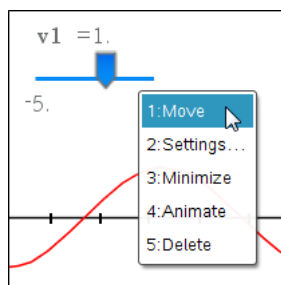 v1 =1.
-5.
1:Move
2:Settings...
3:Minimize
4:Animate
5:Delete